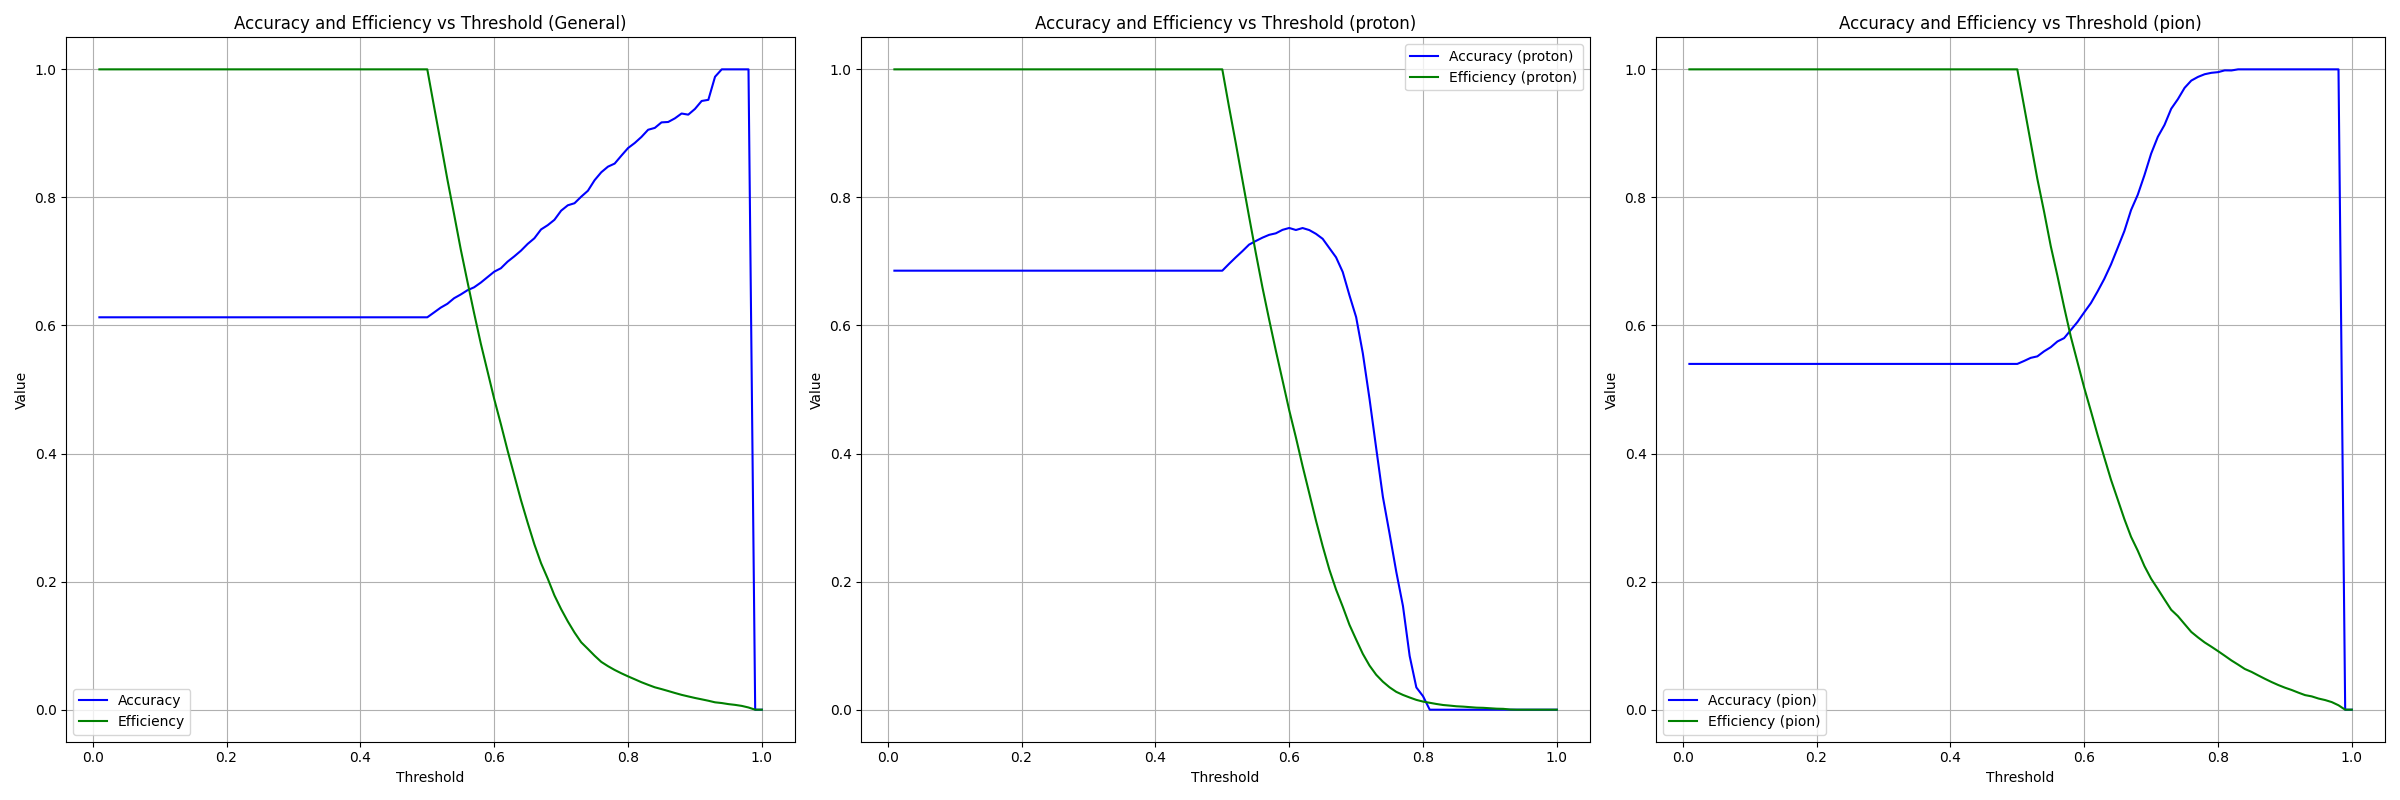 Accuracy and Efficiency vs Threshold (General)
1.0
0.8
0.6
0.4
0.2
0.0
Value
Accuracy
Efficiency
0.0 0.2 0.4 0.6 0.8 1.0
Threshold
Accuracy and Efficiency vs Threshold (proton)
Accuracy (proton)
Efficiency (proton)
1.0
0.8
0.6
0.4
0.2
0.0
Value
0.0 0.2 0.4 0.6 0.8 1.0
Threshold
Accuracy and Efficiency vs Threshold (pion)
1.0
0.8
0.6
0.4
0.2
0.0
Value
Accuracy (pion)
Efficiency (pion)
0.0 0.2 0.4 0.6 0.8 1.0
Threshold